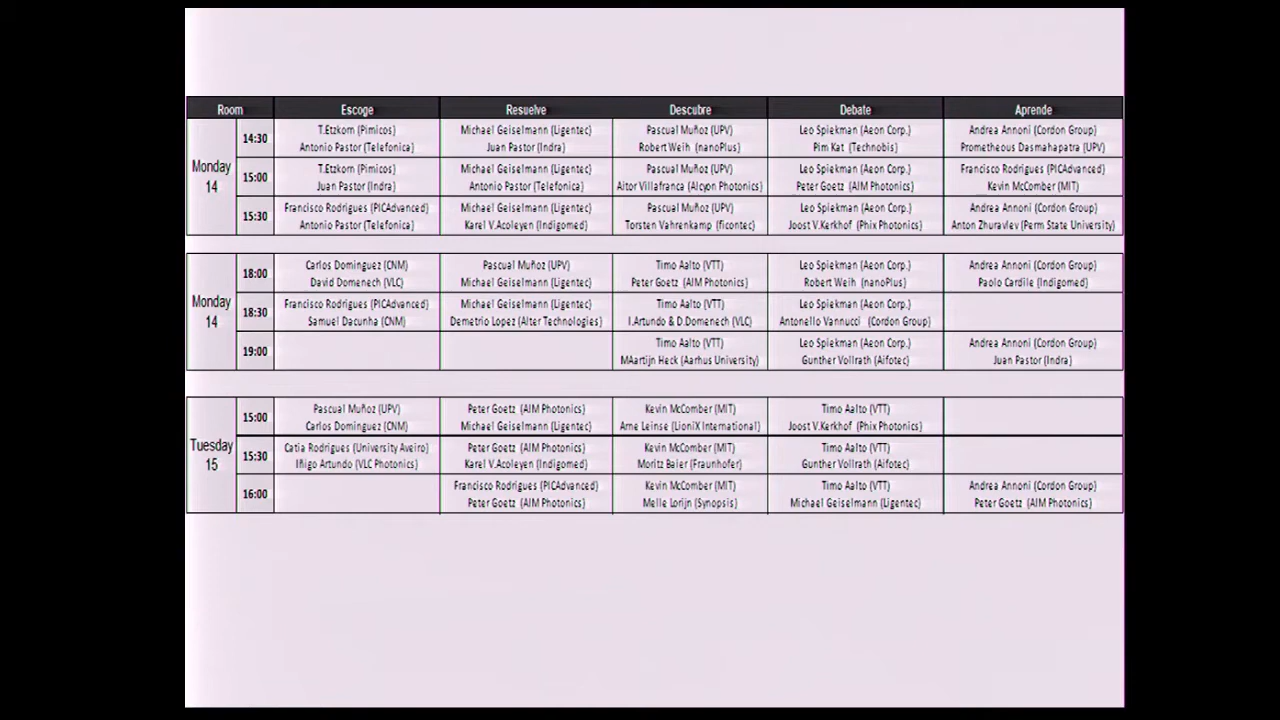 Room Escoge Resuelve Descubre Debate Aprende
Monday 14
14:30
T.Etzkorn (Pimicos)
Antonio Pastor (Telefonica)
Michael Geiselmann (Ligentec)
Juan Pastor (Indra)
Pascual Muñoz (UPV)
Robert Weih (nanoPlus)
Leo Spiekman (Aeon Corp.)
Pim Kat (Technobis)
Andrea Annoni (Cordon Group)
Prometheous Dasmahapatra (UPV)
15:00
T.Etzkorn (Pimicos)
Juan Pastor (Indra)
Michael Geiselmann (Ligentec)
Antonio Pastor (Telefonica)
Pascual Muñoz (UPV)
Aitor Villafranca (Alcyon Photonics)
Leo Spiekman (Aeon Corp.)
Peter Goetz (AIM Photonics)
Francisco Rodrigues (PICAdvanced)
Kevin McComber (MIT)
15:30
Francisco Rodrigues (PICAdvanced)
Antonio Pastor (Telefonica)
Michael Geiselmann (Ligentec)
Karel V.Acoleyen (Indigomed)
Pascual Muñoz (UPV)
Torsten Vahrenkamp (ficontec)
Leo Spiekman (Aeon Corp.)
Joost V.Kerkhof (Phix Photonics)
Andrea Annoni (Cordon Group)
Anton Zhuravlev (Perm State University)
Monday 14
18:00
Carlos Dominguez (CNM)
David Domenech (VLC)
Pascual Muñoz (UPV)
Michael Geiselmann (Ligentec)
Timo Aalto (VTT)
Peter Goetz (AIM Photonics)
Leo Spiekman (Aeon Corp.)
Robert Weih (nanoPlus)
Andrea Annoni (Cordon Group)
Paolo Cardile (Indigomed)
18:30
Francisco Rodrigues (PICAdvanced)
Samuel Dacunha (CNM)
Michael Geiselmann (Ligentec)
Demetrio Lopez (Alter Technologies)
Timo Aalto (VTT)
I.Artundo & D.Domenech (VLC)
Leo Spiekman (Aeon Corp.)
Antonello Vannucci (Cordon Group)
19:00
Timo Aalto (VTT)
MAartijn Heck (Aarhus University)
Leo Spiekman (Aeon Corp.)
Gunther Vollrath (Aifotec)
Andrea Annoni (Cordon Group)
Juan Pastor (Indra)
Tuesday 15
15:00
Pascual Muñoz (UPV)
Carlos Dominguez (CNM)
Peter Goetz (AIM Photonics)
Michael Geiselmann (Ligentec)
Kevin McComber (MIT)
Arne Leinse (LioniX International)
Timo Aalto (VTT)
Joost V.Kerkhof (Phix Photonics)
15:30
Catia Rodrigues (University Aveiro)
Iñigo Artundo (VLC Photonics)
Peter Goetz (AIM Photonics)
Karel V.Acoleyen (Indigomed)
Kevin McComber (MIT)
Moritz Baier (Fraunhofer)
Timo Aalto (VTT)
Gunther Vollrath (Aifotec)
16:00
Francisco Rodrigues (PICAdvanced)
Peter Goetz (AIM Photonics)
Kevin McComber (MIT)
Melle Lorijn (Synopsis)
Timo Aalto (VTT)
Michael Geiselmann (Ligentec)
Andrea Annoni (Cordon Group)
Peter Goetz (AIM Photonics)